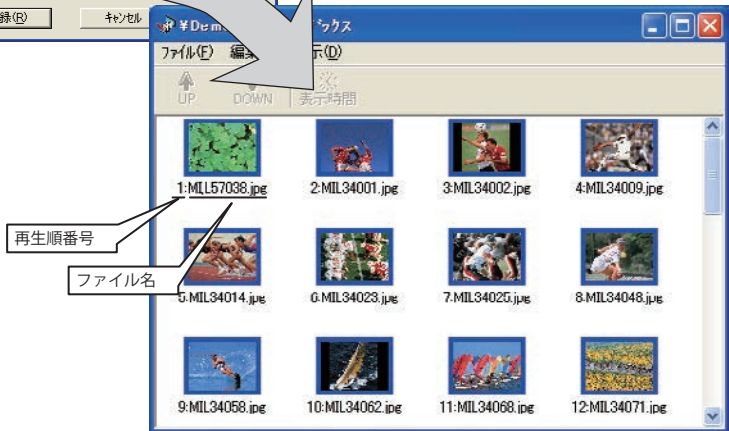 録(R) キャンセル
¥Dem デックス
ファイル(F) 編集 示(D)
UP DOWN 表示時間
1:MIL57038.jpg 2:MIL34001.jpg 3:MIL34002.jpg 4:MIL34009.jpg
再生順番号
ファイル名
5:MIL34014.jpg 6:MIL34023.jpg 7:MIL34025.jpg 8:MIL34048.jpg
9:MIL34058.jpg 10:MIL34062.jpg 11:MIL34068.jpg 12:MIL34071.jpg